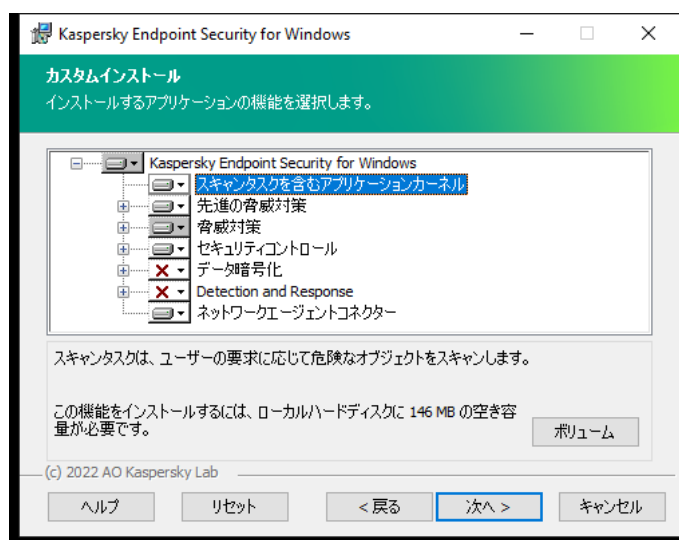 Kaspersky Endpoint Security for Windows
カスタムインストール
インストールするアプリケーションの機能を選択します。
Kaspersky Endpoint Security for Windows
スキャンタスクを含むアプリケーションカーネル
先進の脅威対策
脅威対策
セキュリティコントロール
データ暗号化
Detection and Response
ネットワークエージェントコネクター
スキャンタスクは、ユーザーの要求に応じて危険なオブジェクトをスキャンします。
この機能をインストールするには、ローカルハードディスクに 146 MB の空き容
量が必要です。
ボリューム
(c) 2022 AO Kaspersky Lab
ヘルプ リセット < 戻る 次へ > キャンセル